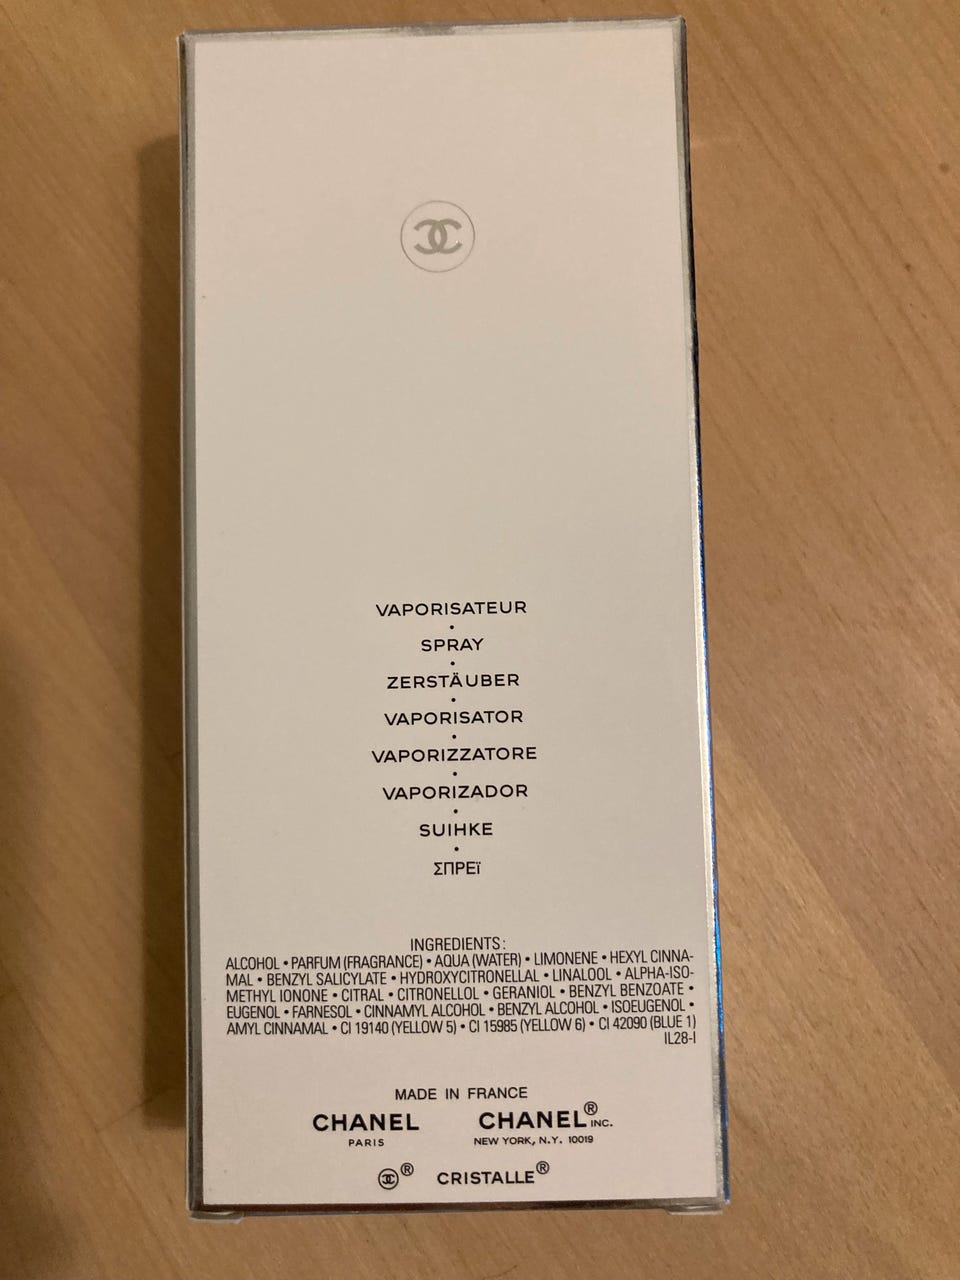 VAPORISATEUR
•
SPRAY
•
ZERSTÄUBER
•
VAPORISATOR
•
VAPORIZZATORE
•
VAPORIZADOR
•
SUIHKE
•
ΣΠΡΕΪ
INGREDIENTS:
ALCOHOL • PARFUM (FRAGRANCE) • AQUA (WATER) • LIMONENE • HEXYL CINNA-
MAL • BENZYL SALICYLATE • HYDROXYCITRONELLAL • LINALOOL • ALPHA-ISO-
METHYL IONONE • CITRAL • CITRONELLOL • GERANIOL • BENZYL BENZOATE •
EUGENOL • FARNESOL • CINNAMYL ALCOHOL • BENZYL ALCOHOL • ISOEUGENOL •
AMYL CINNAMAL • CI 19140 (YELLOW 5) • CI 15985 (YELLOW 6) • CI 42090 (BLUE 1)
IL28-I
MADE IN FRANCE
CHANEL CHANEL® INC.
PARIS NEW YORK, N.Y. 10019
® CRISTALLE®